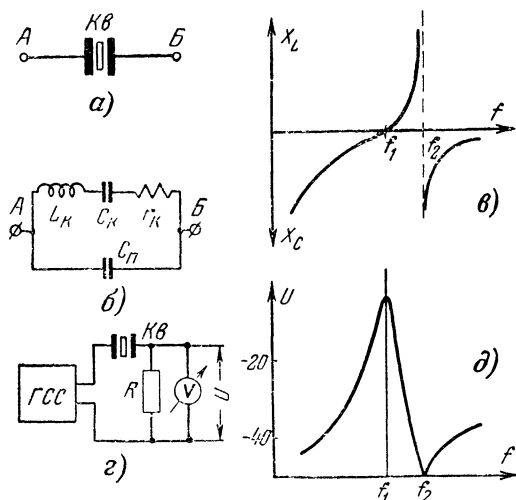 Кв
А
Б
а)
А
Б
Lк
Cк
rк
Cп
б)
Кв
ГСС
R
V
U
г)
XL
f
f1
f2
XC
в)
U
-20
-40
д)
f
f1
f2